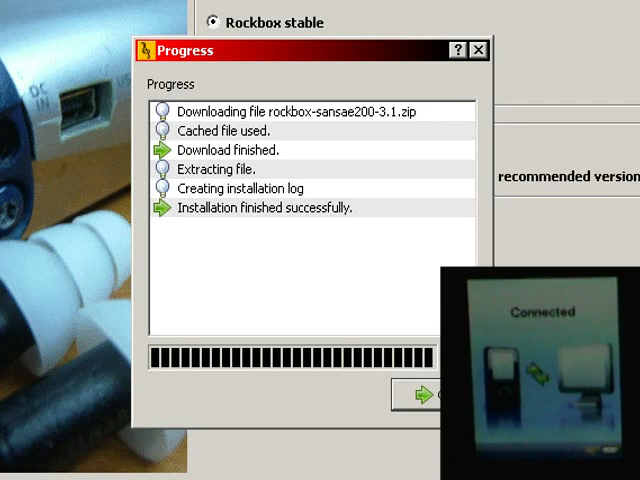 Rockbox stable
Progress
Progress
Downloading file rockbox-sansae200-3.1.zip
Cached file used.
Download finished.
Extracting file.
Creating installation log
Installation finished successfully.
recommended version
DC
IN
Connected